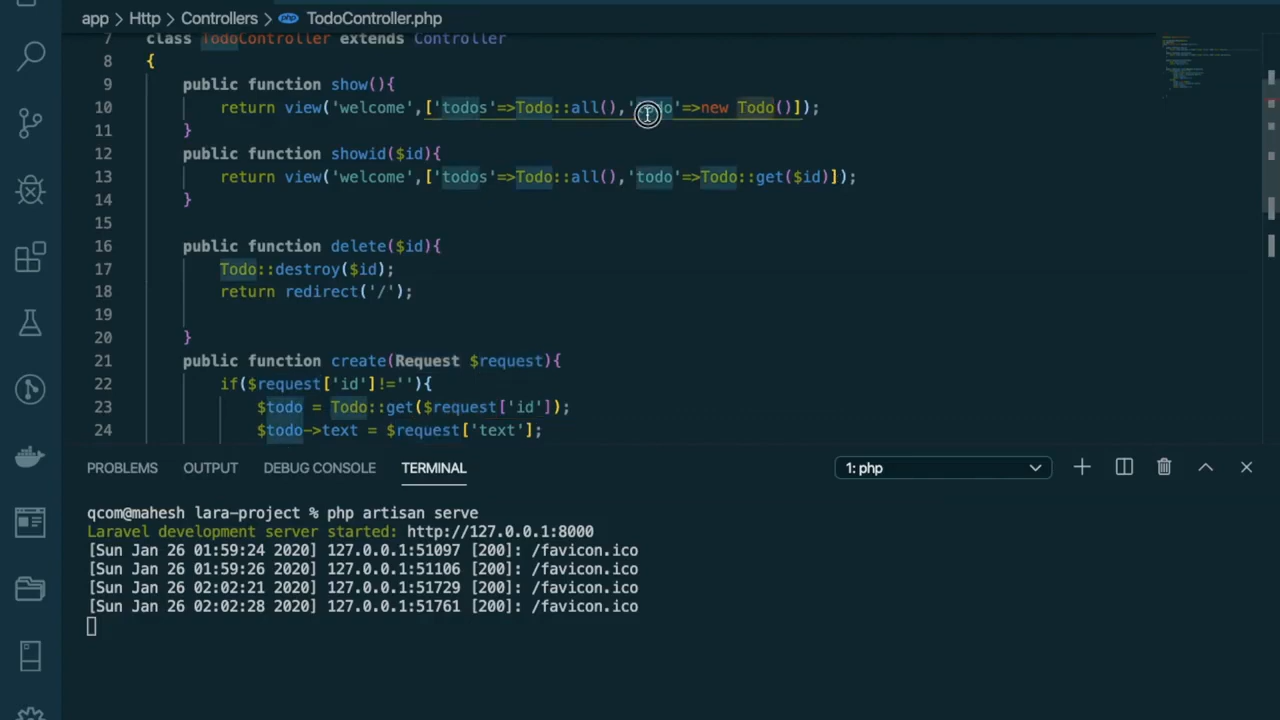 app > Http > Controllers > php TodoController.php
7 class TodoController extends Controller
8 {
9 public function show(){
10 return view('welcome',['todos'=>Todo::all(),'todo'=>new Todo()]);
11 }
12 public function showid($id){
13 return view('welcome',['todos'=>Todo::all(),'todo'=>Todo::get($id)]);
14 }
15
16 public function delete($id){
17 Todo::destroy($id);
18 return redirect('/');
19
20 }
21 public function create(Request $request){
22 if($request['id']!=''){
23 $todo = Todo::get($request['id']);
24 $todo->text = $request['text'];
PROBLEMS OUTPUT DEBUG CONSOLE TERMINAL 1: php
qcom@mahesh lara-project % php artisan serve
Laravel development server started: http://127.0.0.1:8000
[Sun Jan 26 01:59:24 2020] 127.0.0.1:51097 [200]: /favicon.ico
[Sun Jan 26 01:59:26 2020] 127.0.0.1:51106 [200]: /favicon.ico
[Sun Jan 26 02:02:21 2020] 127.0.0.1:51729 [200]: /favicon.ico
[Sun Jan 26 02:02:28 2020] 127.0.0.1:51761 [200]: /favicon.ico